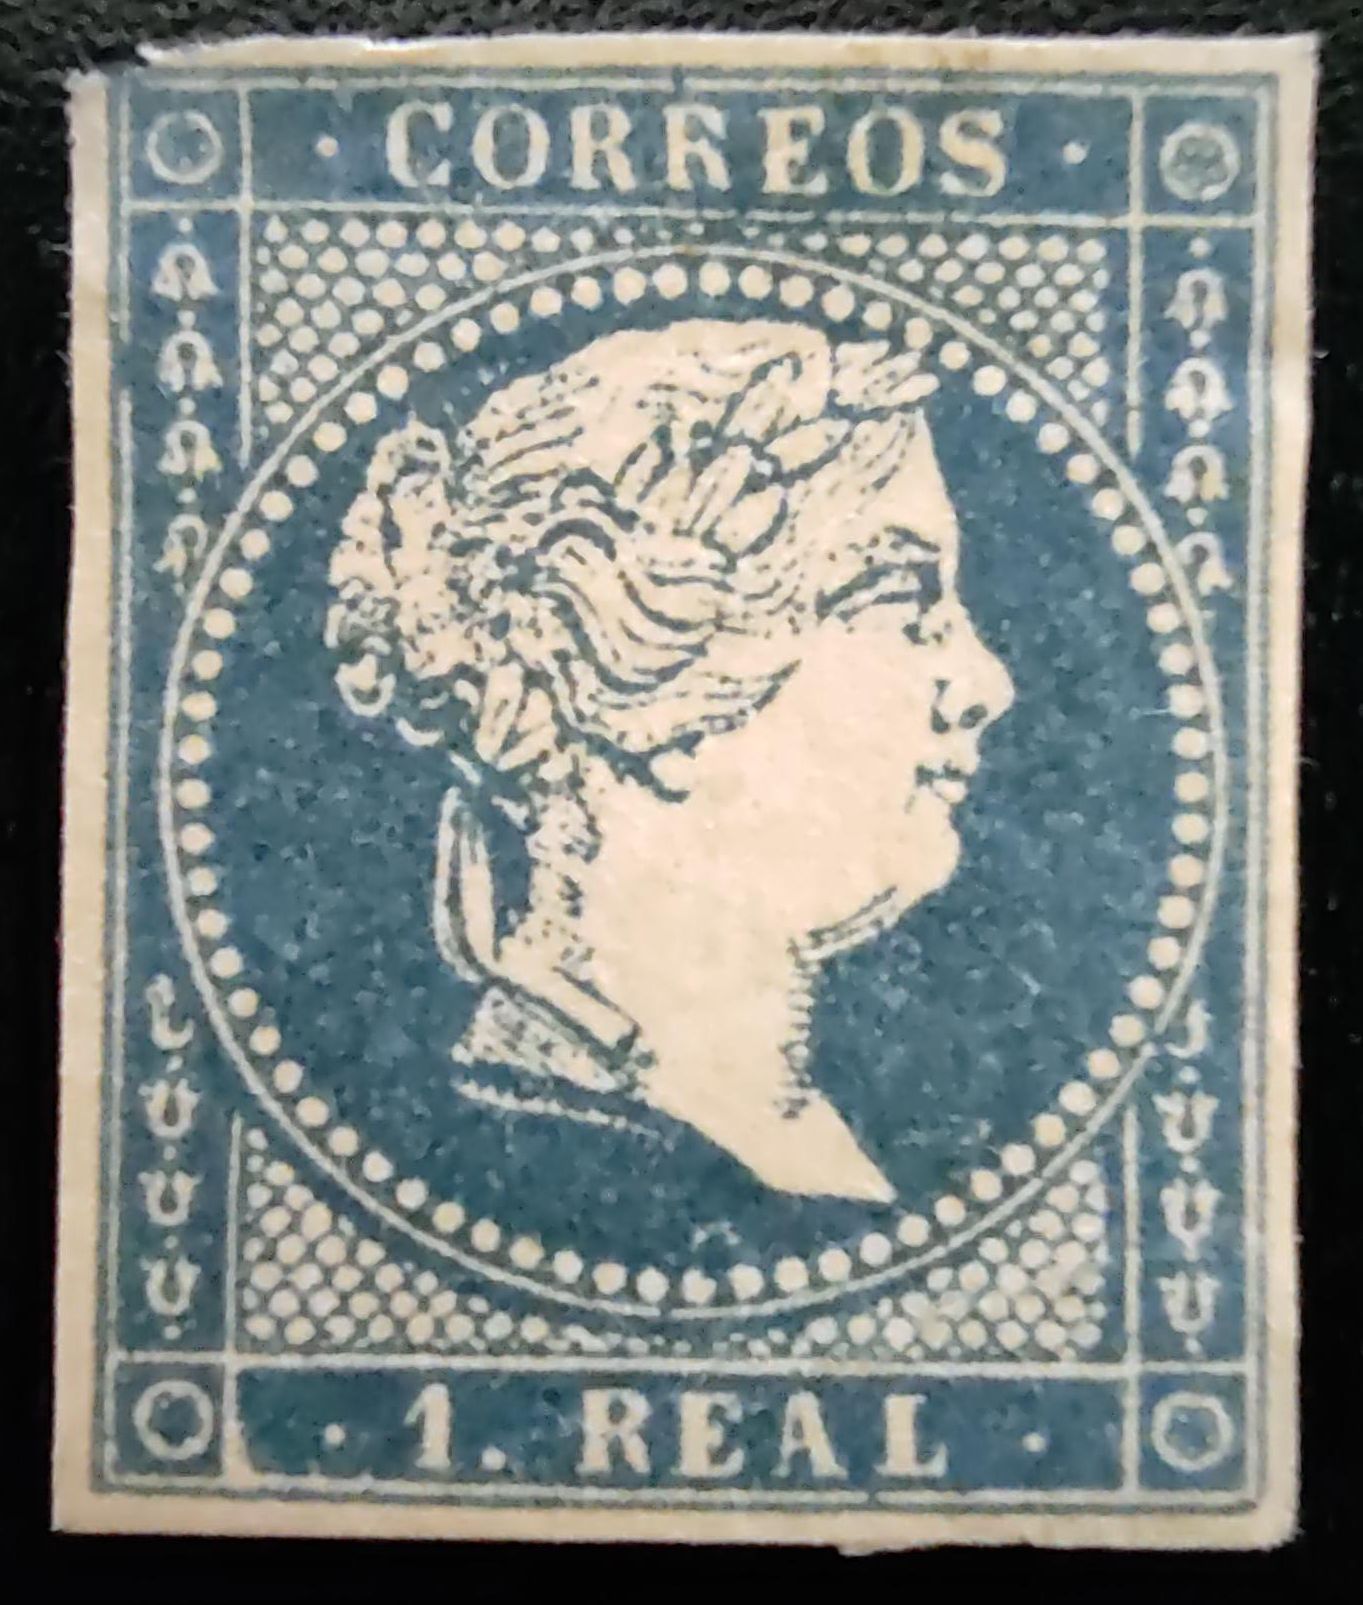 · CORREOS ·
· 1. REAL ·